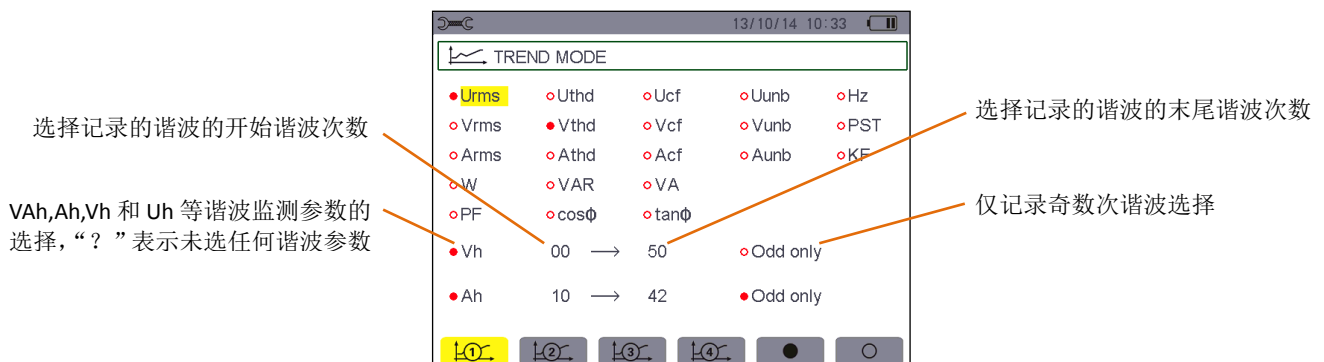 13/10/14 10:33
TREND MODE
Urms Uthd Ucf Uunb Hz
Vrms Vthd Vcf Vunb PST
Arms Athd Acf Aunb KF
W VAR VA
PF cosΦ tanΦ
Vh 00 → 50 Odd only
Ah 10 → 42 Odd only
1 2 3 4
选择记录的谐波的开始谐波次数
VAh,Ah,Vh 和 Uh 等谐波监测参数的
选择，“？”表示未选任何谐波参数
选择记录的谐波的末尾谐波次数
仅记录奇数次谐波选择